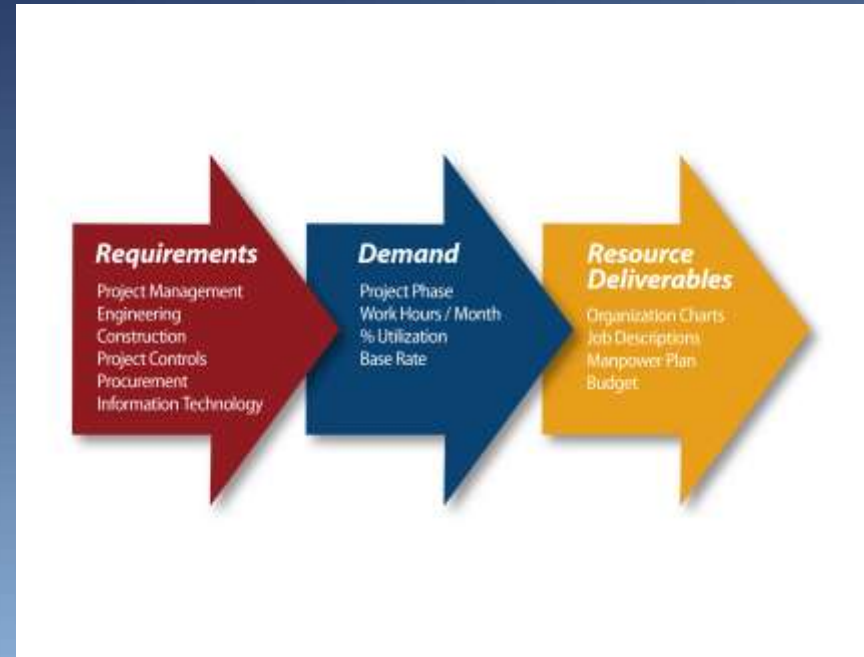 Requirements
Project Management
Engineering
Construction
Project Controls
Procurement
Information Technology
Demand
Project Phase
Work Hours / Month
% Utilization
Base Rate
Resource
Deliverables
Organization Charts
Job Descriptions
Manpower Plan
Budget